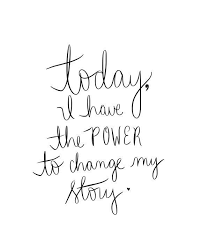 today,
I have
the POWER
to change my
story.